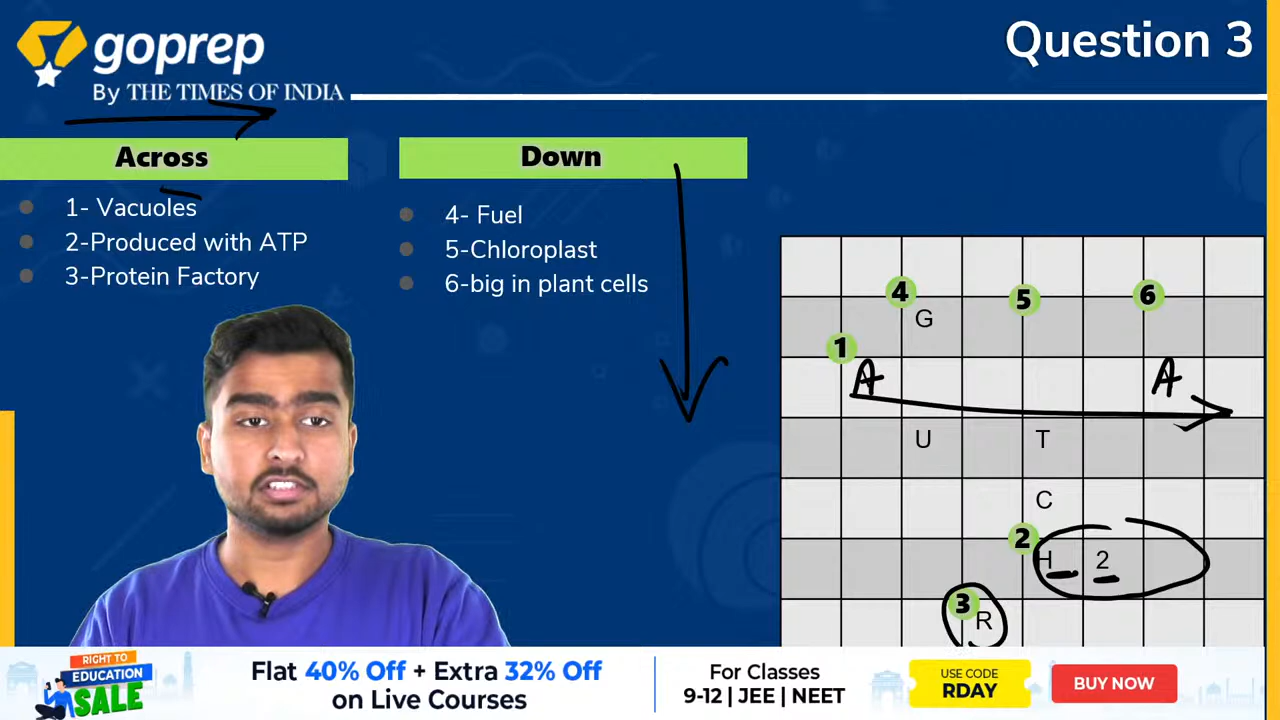 goprep
Question 3
By THE TIMES OF INDIA
Across
Down
1- Vacuoles
2-Produced with ATP
3-Protein Factory
4- Fuel
5-Chloroplast
6-big in plant cells
4
5
6
G
1
A
A
U
T
C
2
H
2
3
R
RIGHT TO
EDUCATION
SALE
Flat 40% Off + Extra 32% Off
on Live Courses
For Classes
9-12 | JEE | NEET
USE CODE
RDAY
BUY NOW